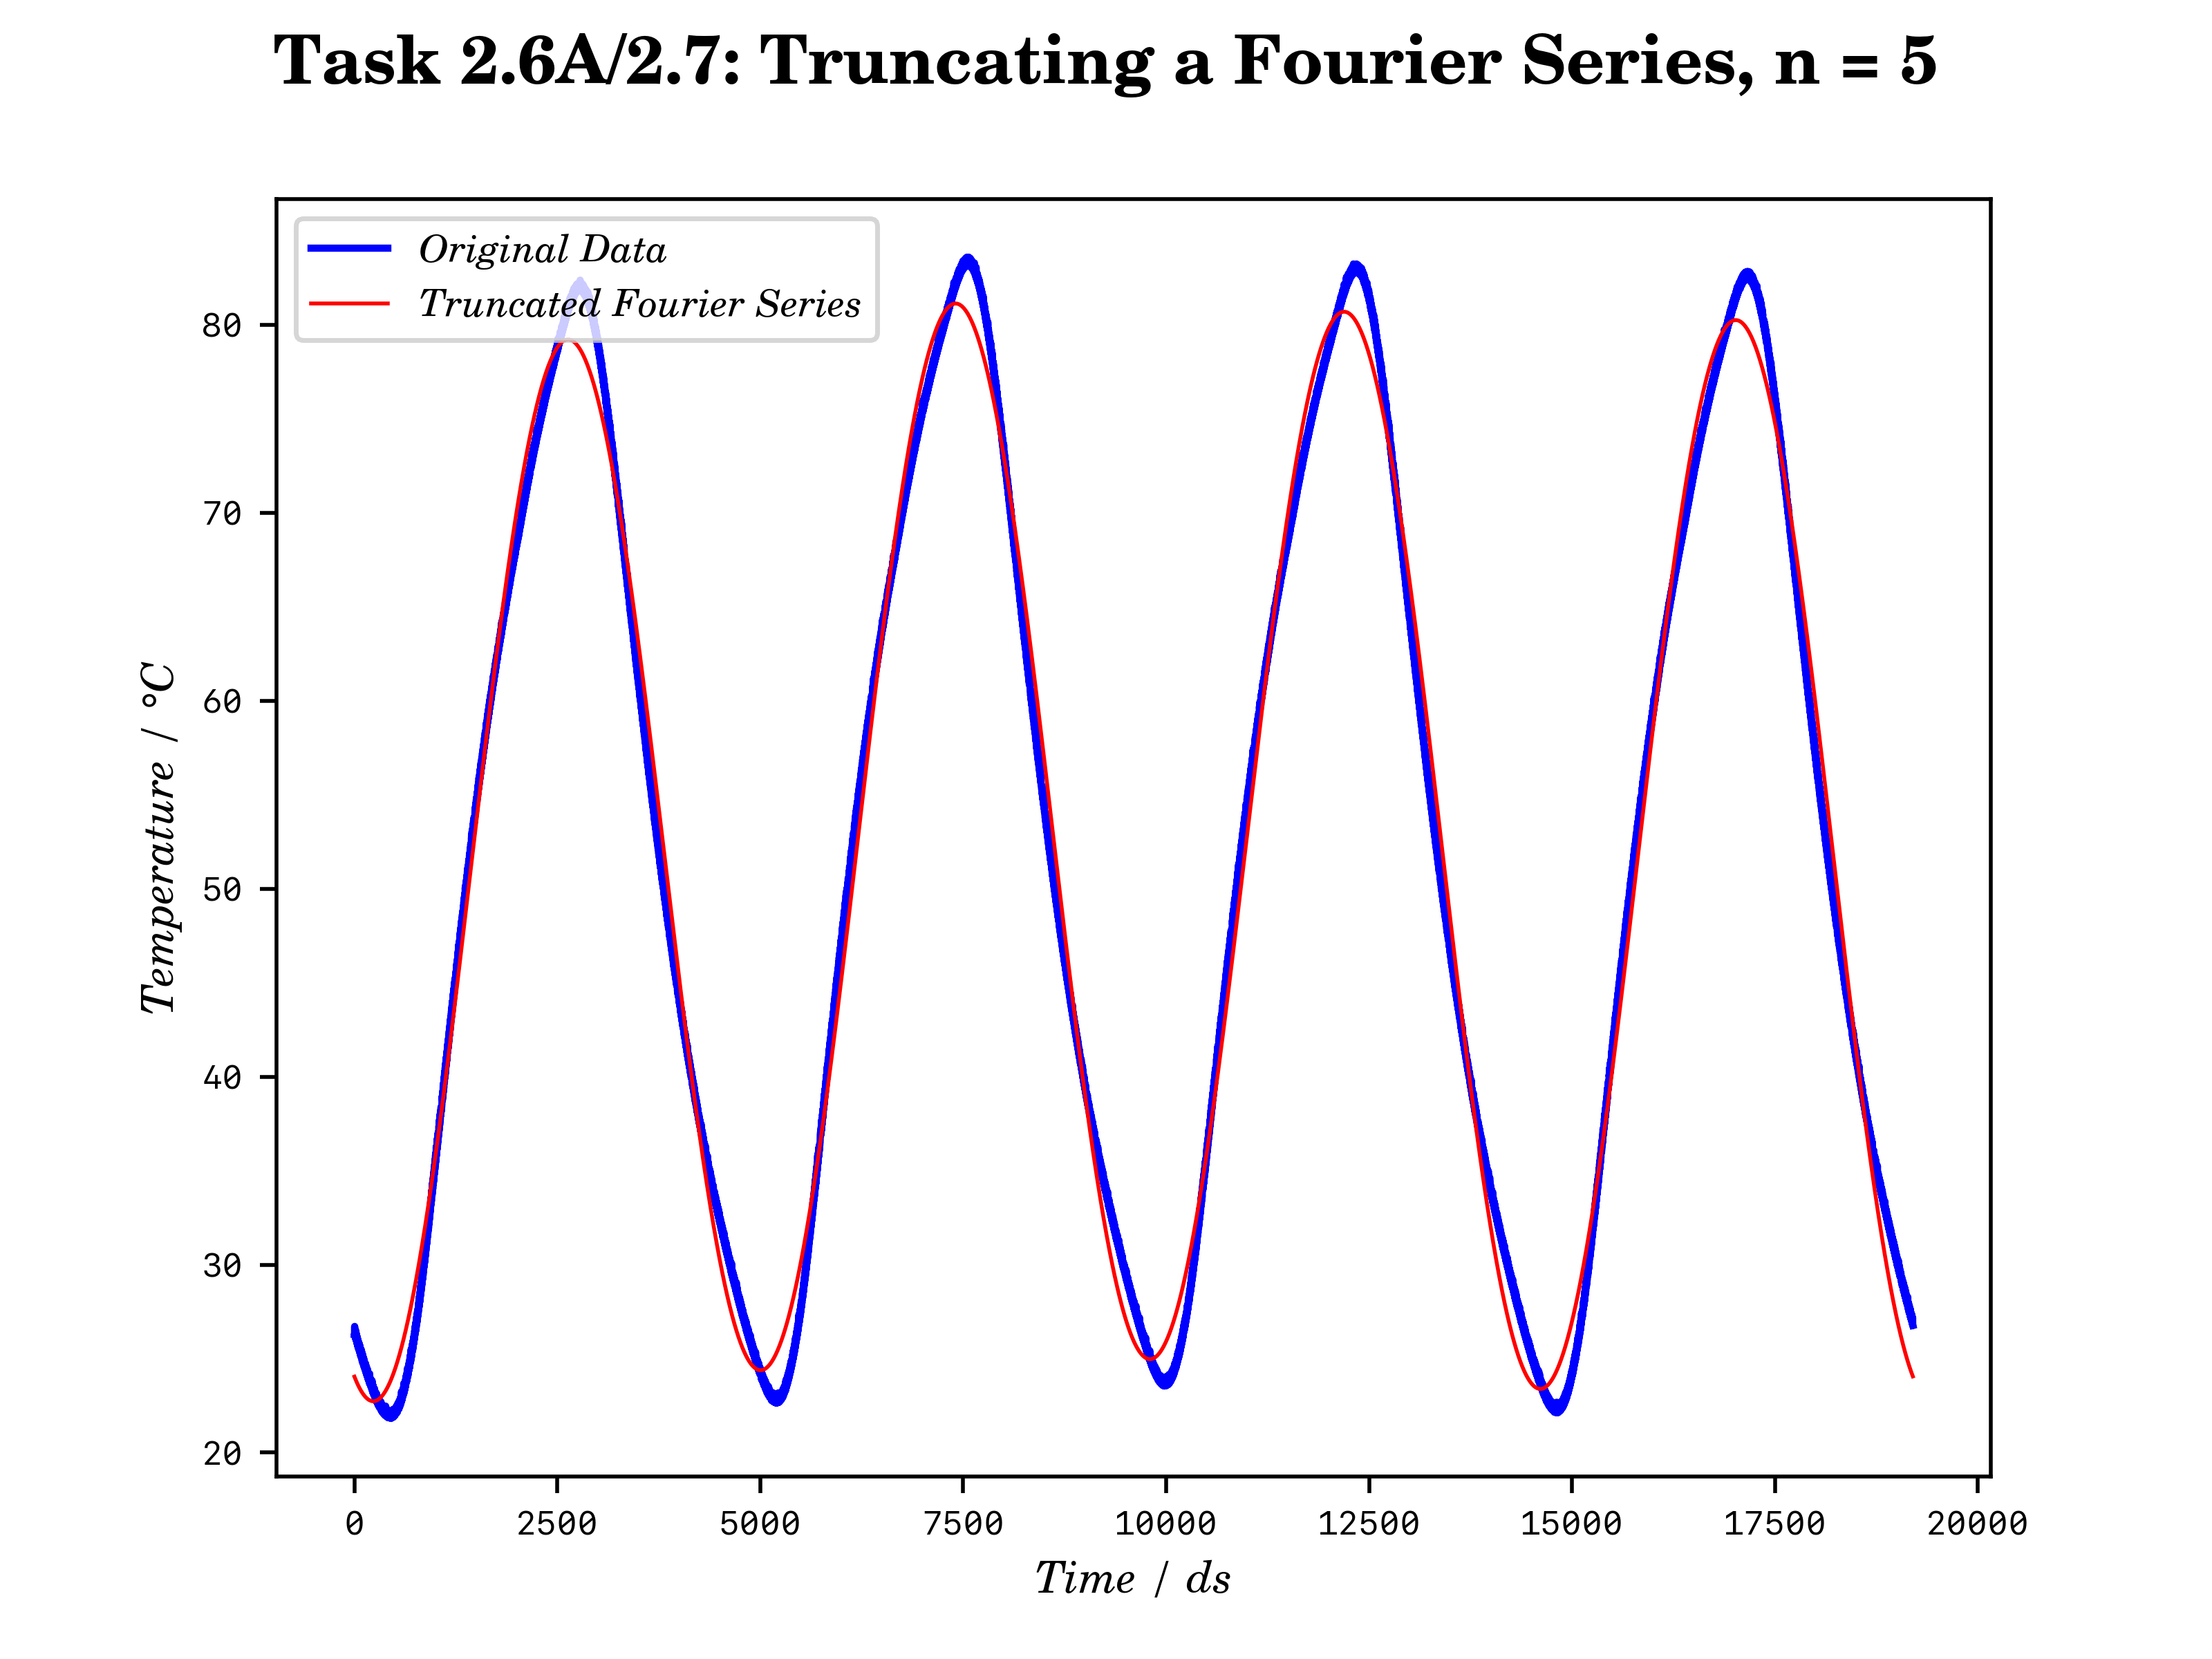 Task 2.6A/2.7: Truncating a Fourier Series, n = 5
Original Data
Truncated Fourier Series
Temperature / °C
80
70
60
50
40
30
20
0 2500 5000 7500 10000 12500 15000 17500 20000
Time / ds